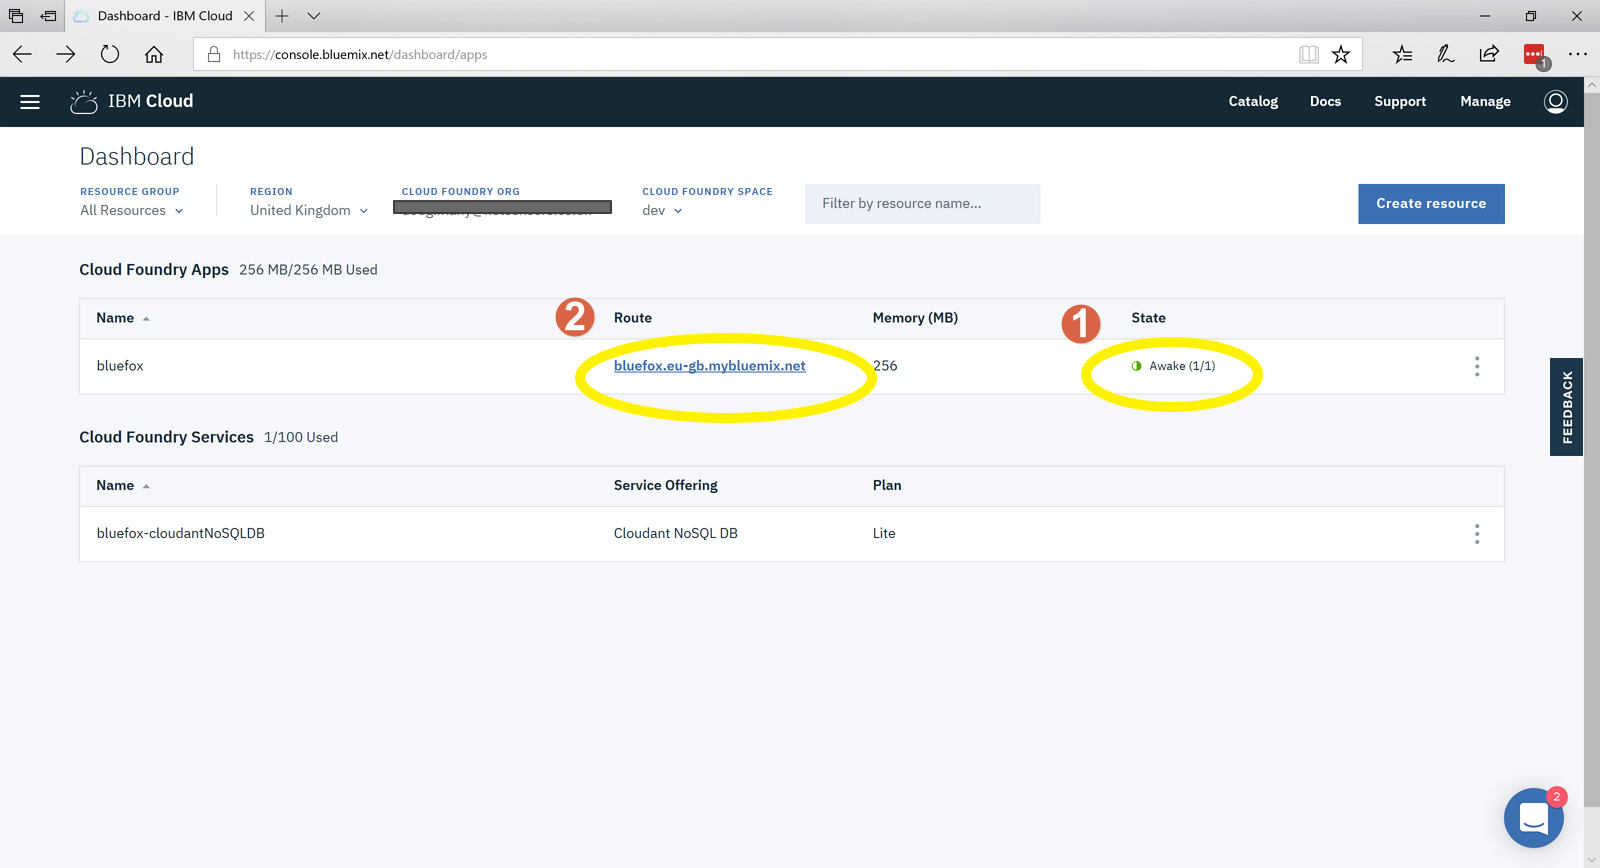 Dashboard - IBM Cloud
https://console.bluemix.net/dashboard/apps
1
IBM Cloud
Catalog Docs Support Manage
Dashboard
RESOURCE GROUP REGION CLOUD FOUNDRY ORG CLOUD FOUNDRY SPACE
All Resources United Kingdom dev
Filter by resource name...
Create resource
Cloud Foundry Apps 256 MB/256 MB Used
Name 2 Route Memory (MB) 1 State
bluefox bluefox.eu-gb.mybluemix.net 256 Awake (1/1)
FEEDBACK
Cloud Foundry Services 1/100 Used
Name Service Offering Plan
bluefox-cloudantNoSQLDB Cloudant NoSQL DB Lite
2